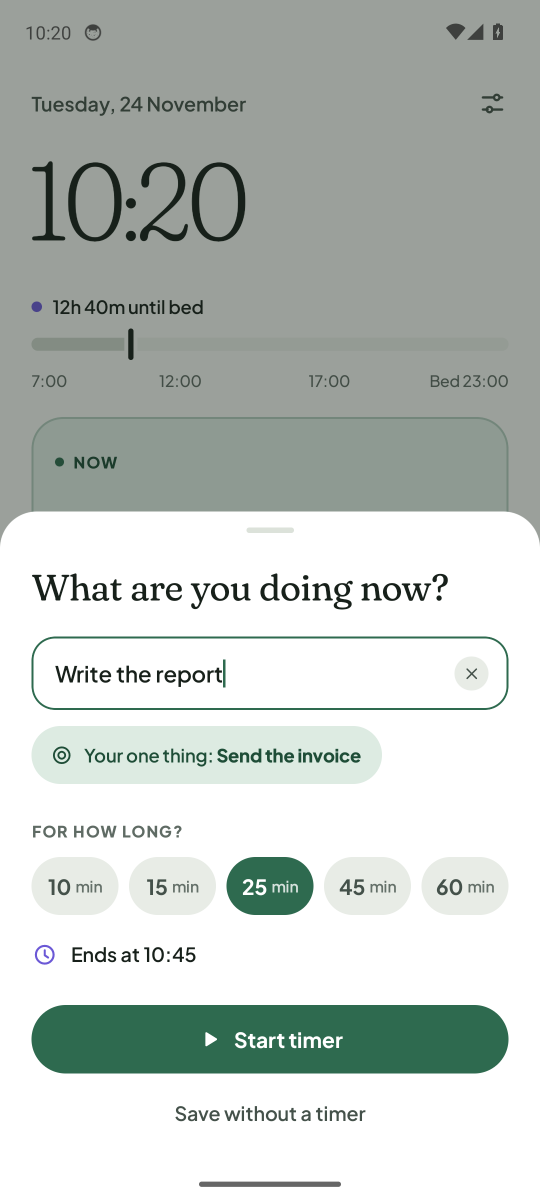 10:20
Tuesday, 24 November
10:20
12h 40m until bed
7:00 12:00 17:00 Bed 23:00
NOW
What are you doing now?
Write the report
Your one thing: Send the invoice
FOR HOW LONG?
10 min 15 min 25 min 45 min 60 min
Ends at 10:45
Start timer
Save without a timer